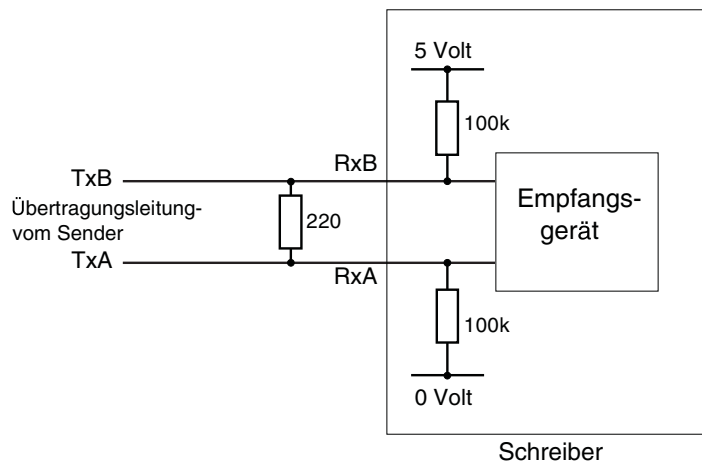 5 Volt
100k
RxB
TxB
Übertragungsleitung-
vom Sender
220
Empfangs-
gerät
TxA
RxA
100k
0 Volt
Schreiber